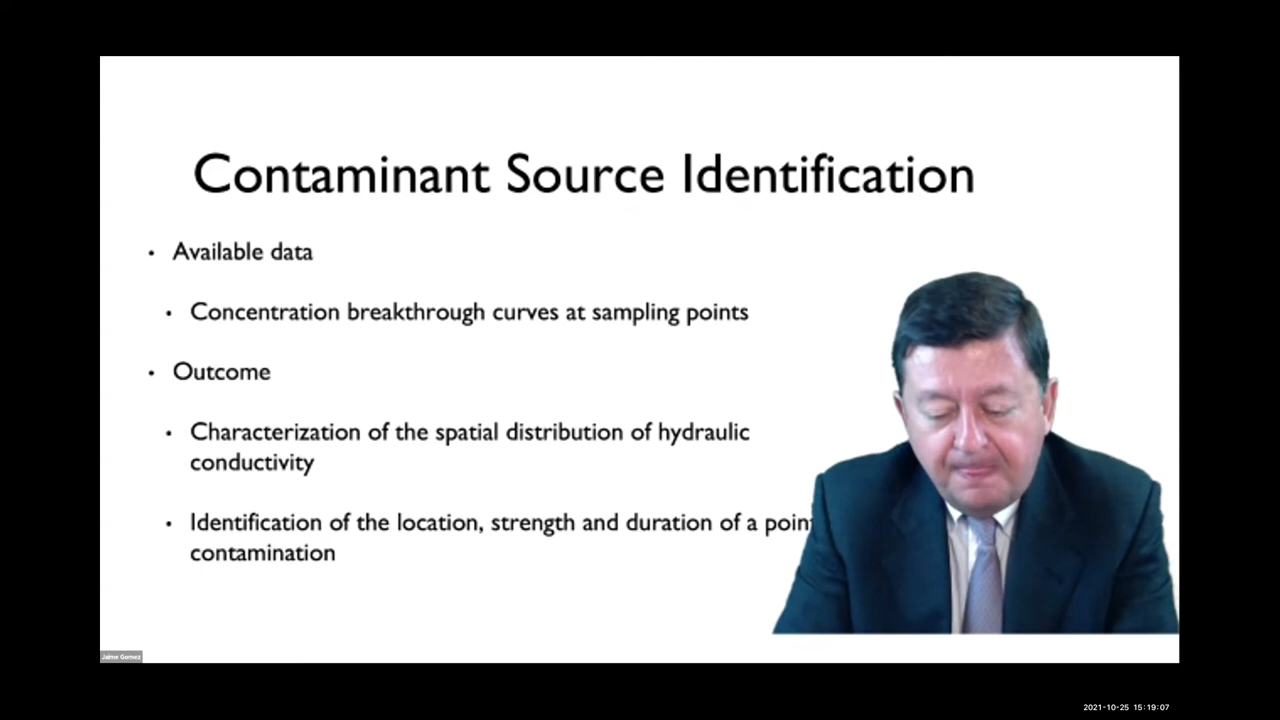 Contaminant Source Identification
• Available data
• Concentration breakthrough curves at sampling points
• Outcome
• Characterization of the spatial distribution of hydraulic
conductivity
• Identification of the location, strength and duration of a point
contamination
Jaime Gomez
2021-10-25 15:19:07